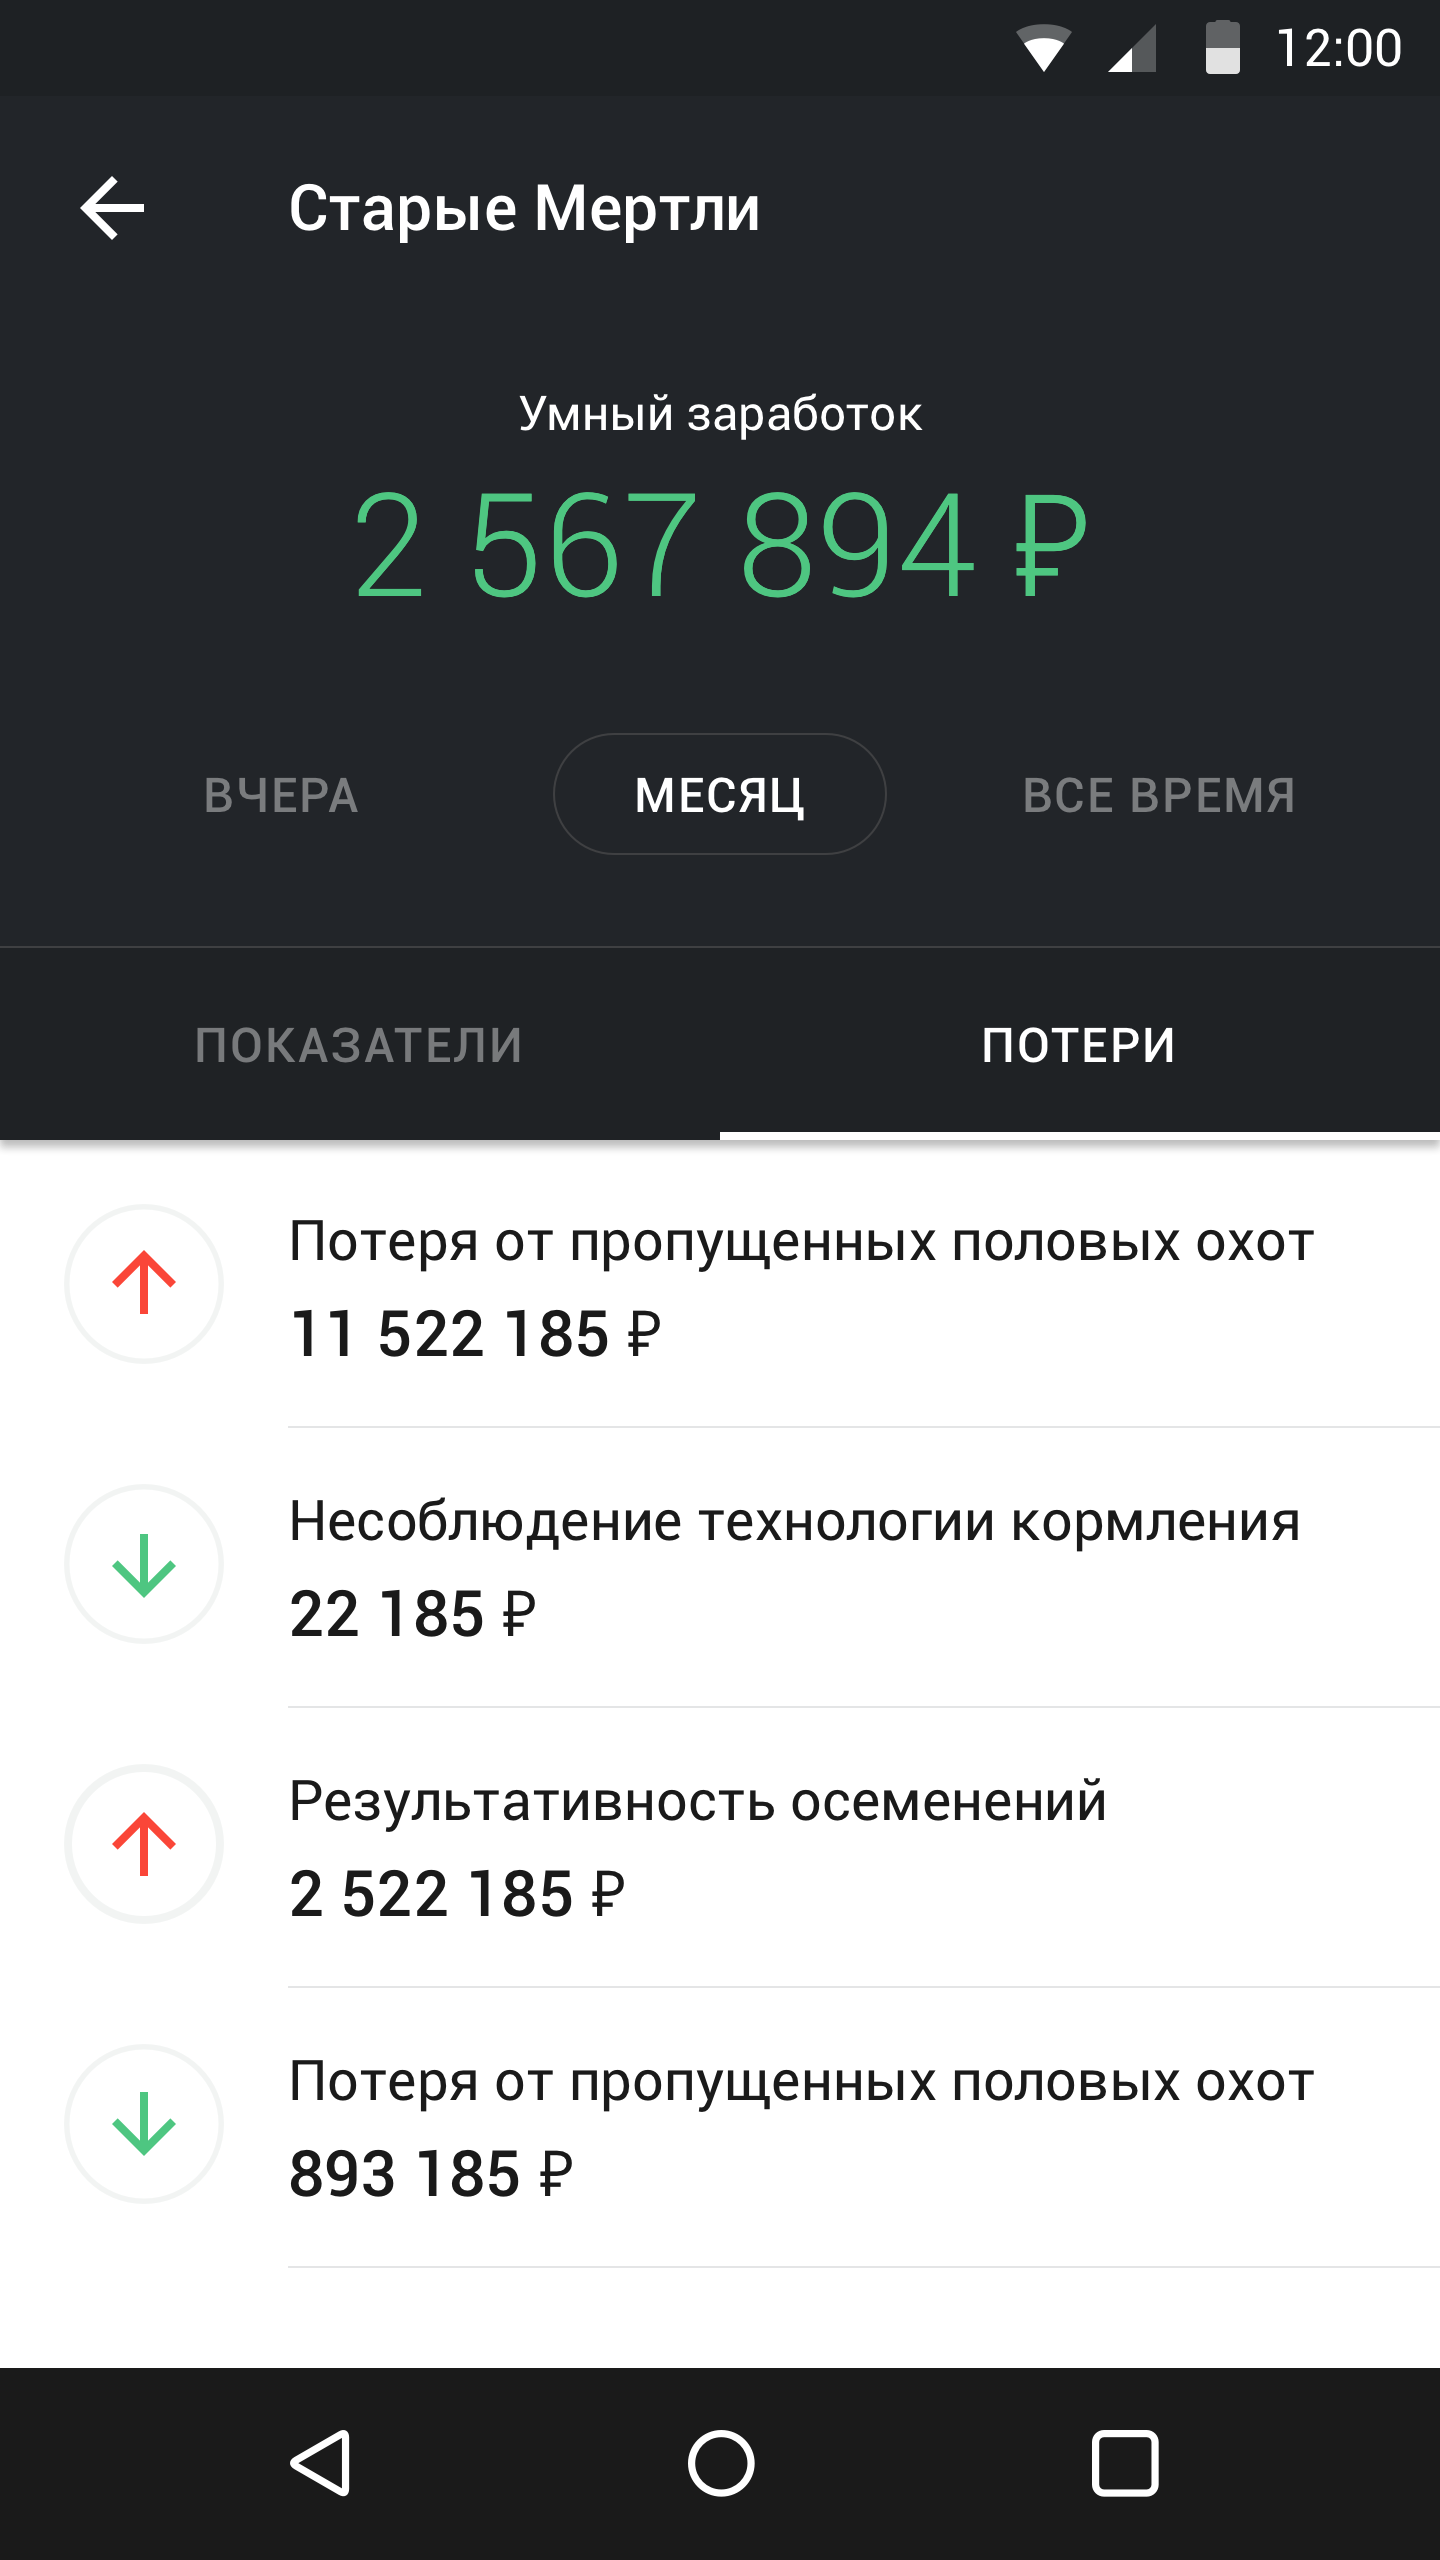 12:00
Старые Мертли
Умный заработок
2 567 894 ₽
ВЧЕРА МЕСЯЦ ВСЕ ВРЕМЯ
ПОКАЗАТЕЛИ ПОТЕРИ
Потеря от пропущенных половых охот
11 522 185 ₽
Несоблюдение технологии кормления
22 185 ₽
Результативность осеменений
2 522 185 ₽
Потеря от пропущенных половых охот
893 185 ₽